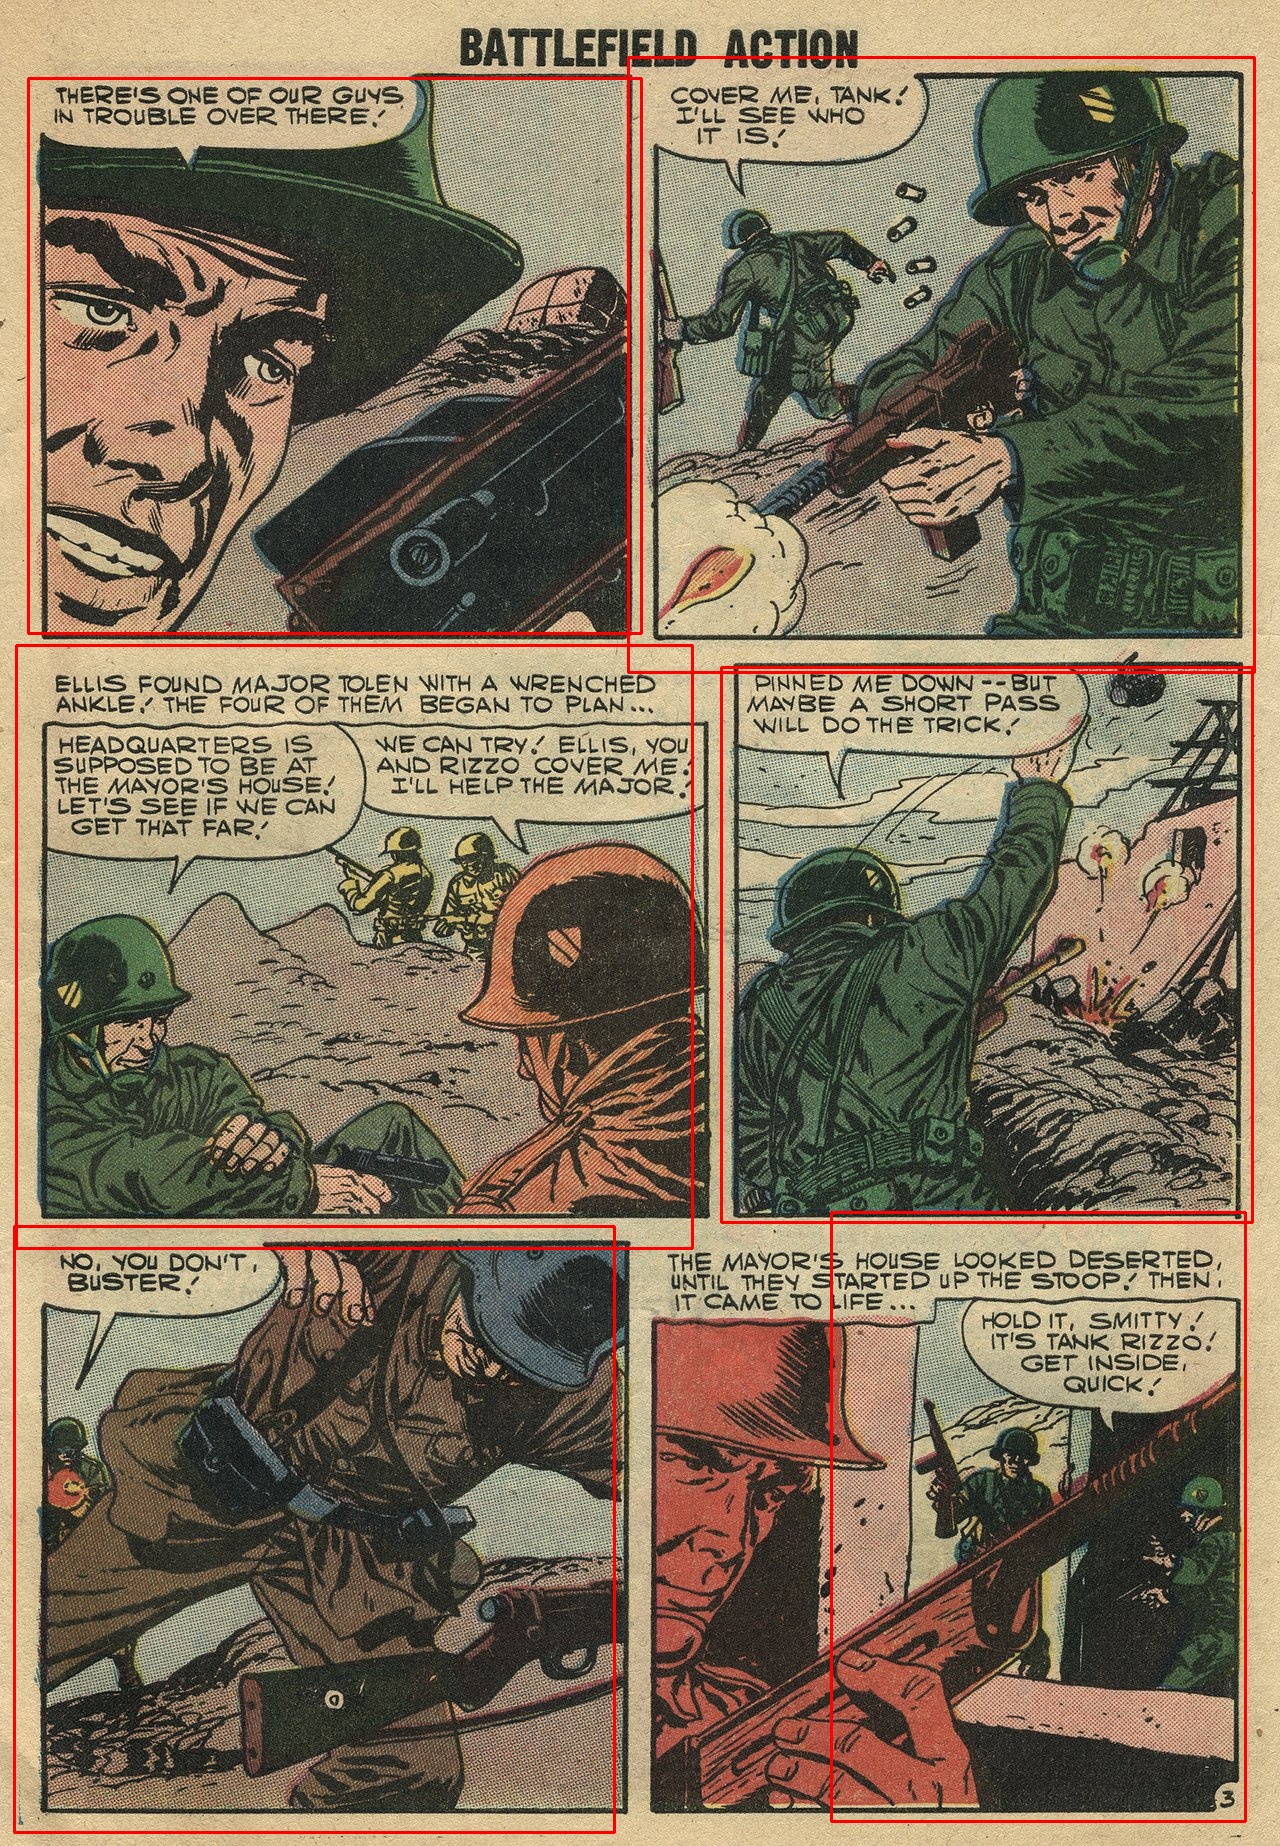 BATTLEFIELD ACTION
THERE'S ONE OF OUR GUYS
IN TROUBLE OVER THERE!
COVER ME, TANK!
I'LL SEE WHO
IT IS!
ELLIS FOUND MAJOR TOLEN WITH A WRENCHED
ANKLE! THE FOUR OF THEM BEGAN TO PLAN...
HEADQUARTERS IS
SUPPOSED TO BE AT
THE MAYOR'S HOUSE!
LET'S SEE IF WE CAN
GET THAT FAR!
WE CAN TRY! ELLIS, YOU
AND RIZZO COVER ME!
I'LL HELP THE MAJOR!
PINNED ME DOWN -- BUT
MAYBE A SHORT PASS
WILL DO THE TRICK!
NO, YOU DON'T,
BUSTER!
THE MAYOR'S HOUSE LOOKED DESERTED,
UNTIL THEY STARTED UP THE STOOP! THEN,
IT CAME TO LIFE...
HOLD IT, SMITTY!
IT'S TANK RIZZO!
GET INSIDE,
QUICK!
3